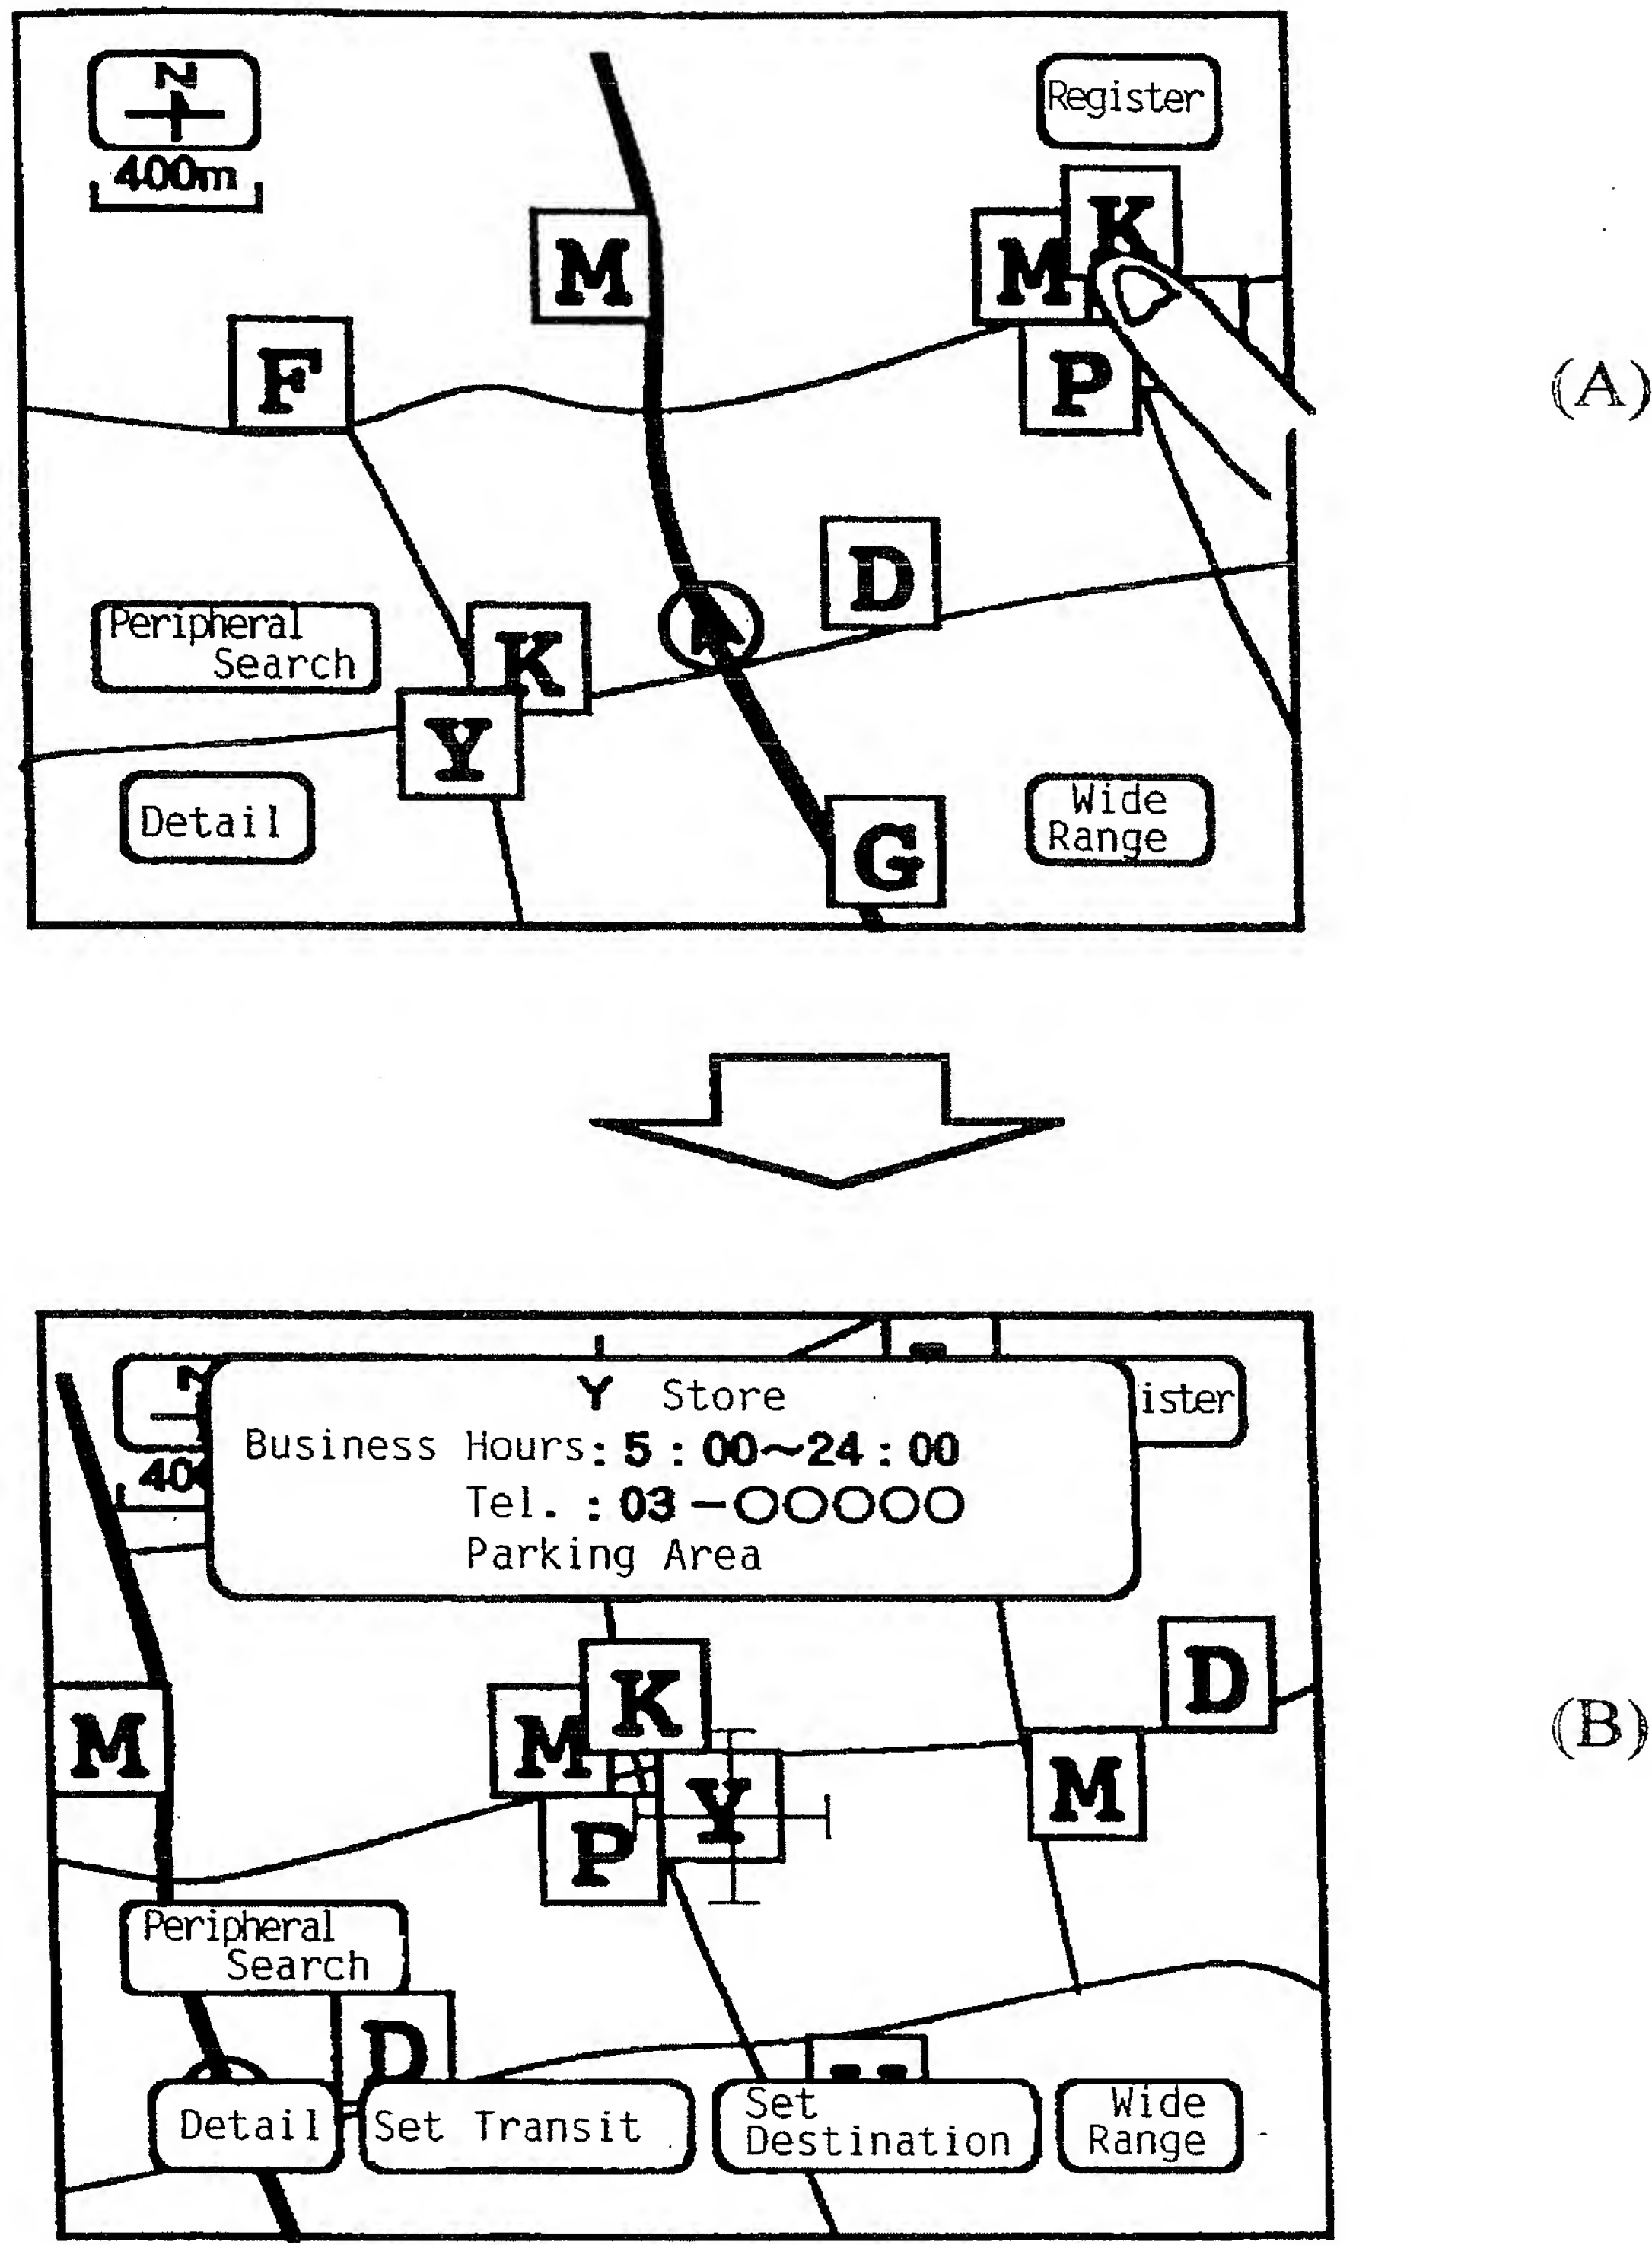 N
Register
400m
K
M
M
F
P
(A)
D
Peripheral
Search
K
Y
Detail
Wide
Range
G
N
Y Store
ister
Business Hours: 5:00~24:00
40
Tel. : 03-○○○○○
Parking Area
D
K
M
M
Y
M
P
(B)
Peripheral
Search
D
Detail
Set Transit
Set
Destination
Wide
Range